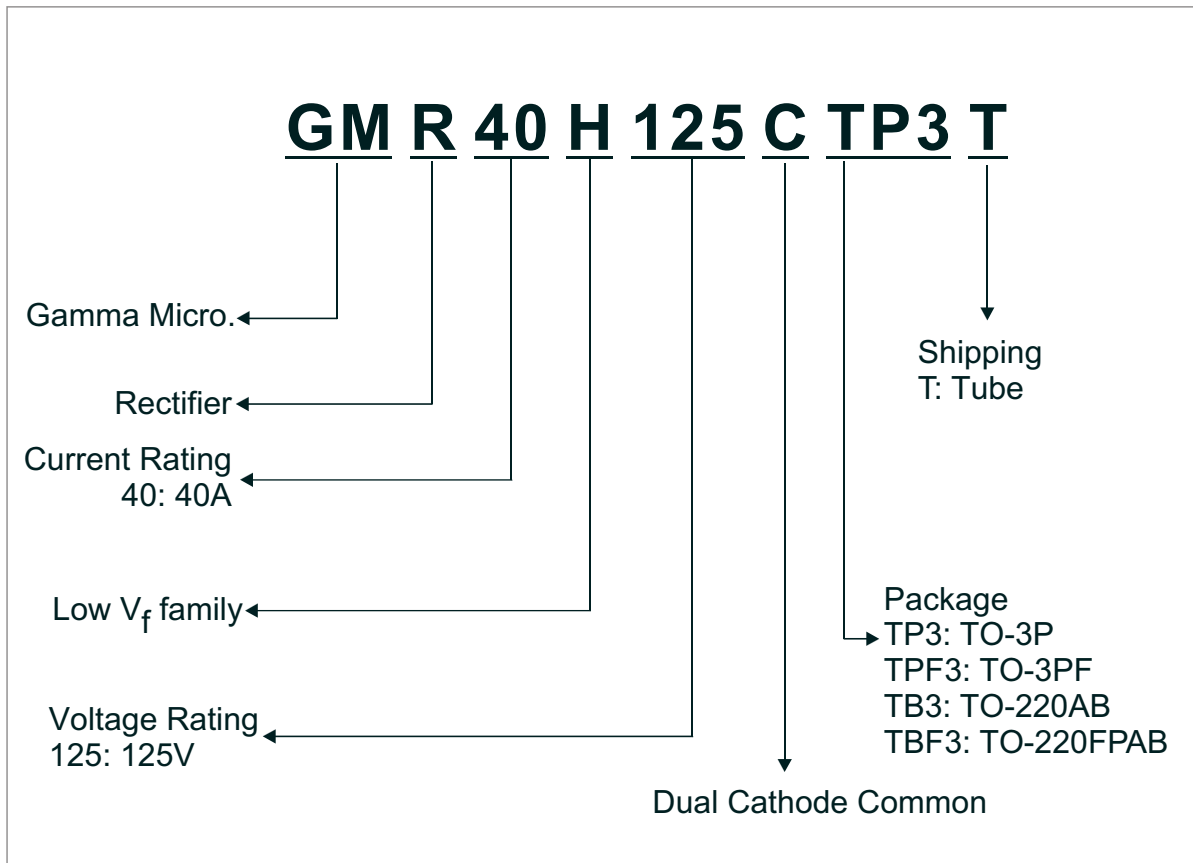 GM R 40 H 125 C TP3 T
Gamma Micro.
Rectifier
Current Rating
40: 40A
Low Vf family
Voltage Rating
125: 125V
Shipping
T: Tube
Package
TP3: TO-3P
TPF3: TO-3PF
TB3: TO-220AB
TBF3: TO-220FPAB
Dual Cathode Common